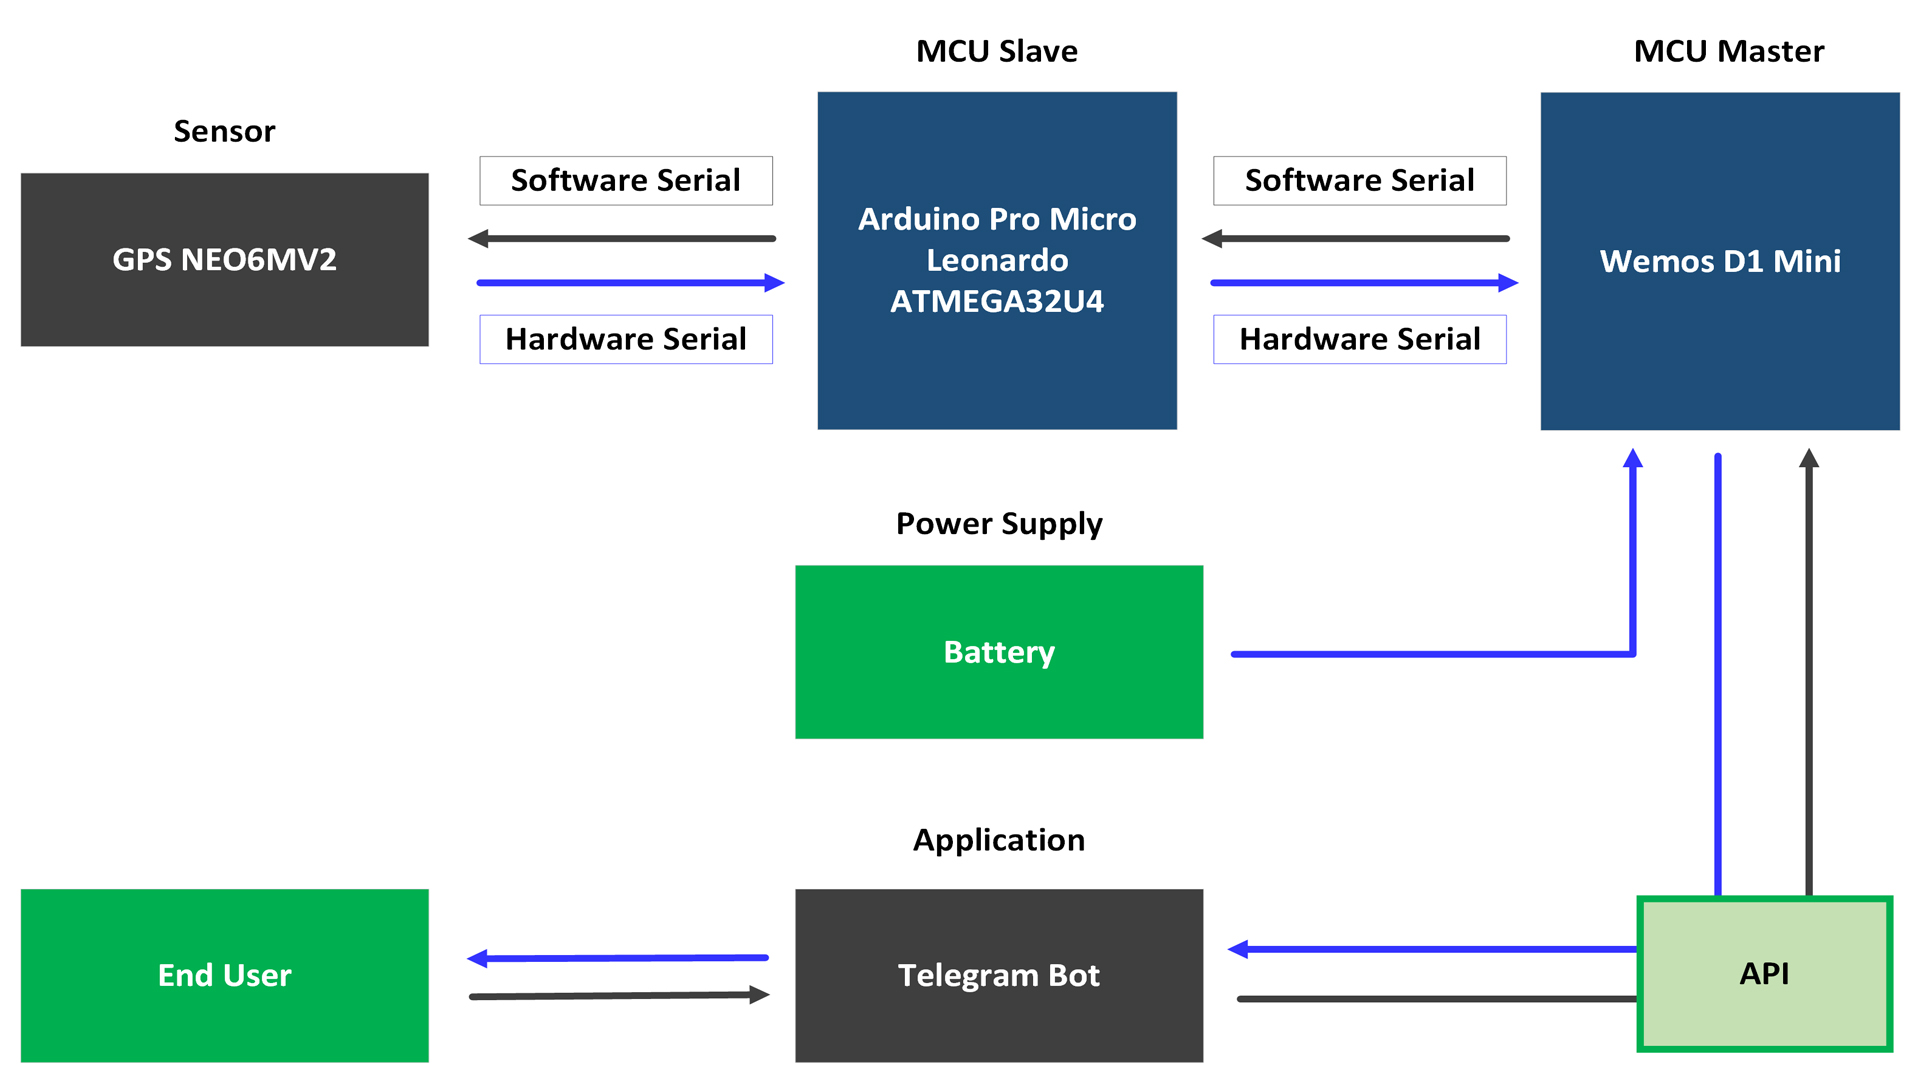 MCU Slave
MCU Master
Sensor
Software Serial
Software Serial
GPS NEO6MV2
Arduino Pro Micro
Leonardo
ATMEGA32U4
Wemos D1 Mini
Hardware Serial
Hardware Serial
Power Supply
Battery
Application
End User
Telegram Bot
API